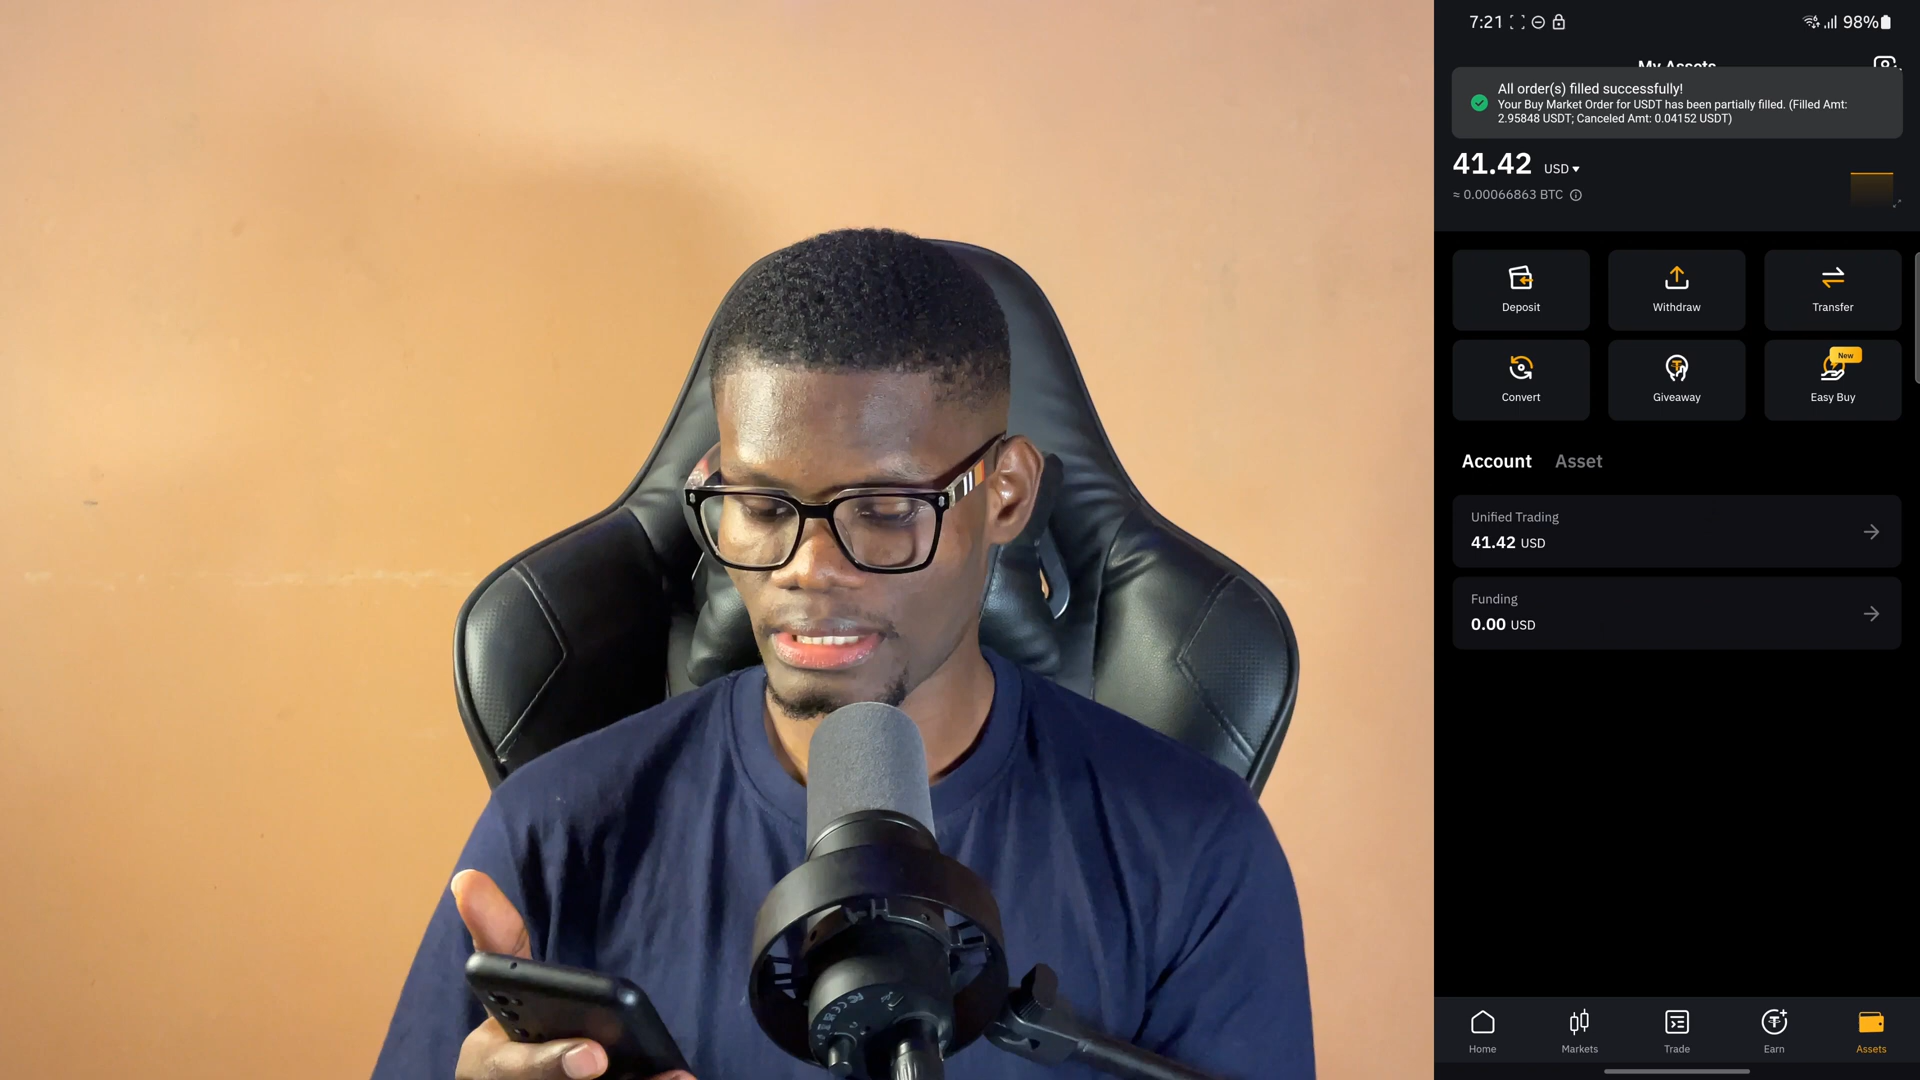 7:21 98%
My Assets
All order(s) filled successfully!
Your Buy Market Order for USDT has been partially filled. (Filled Amt:
2.95848 USDT; Canceled Amt: 0.04152 USDT)
41.42 USD
≈ 0.00066863 BTC
Deposit
Withdraw
Transfer
Convert
Giveaway
New
Easy Buy
Account Asset
Unified Trading
41.42 USD
Funding
0.00 USD
Home
Markets
Trade
Earn
Assets